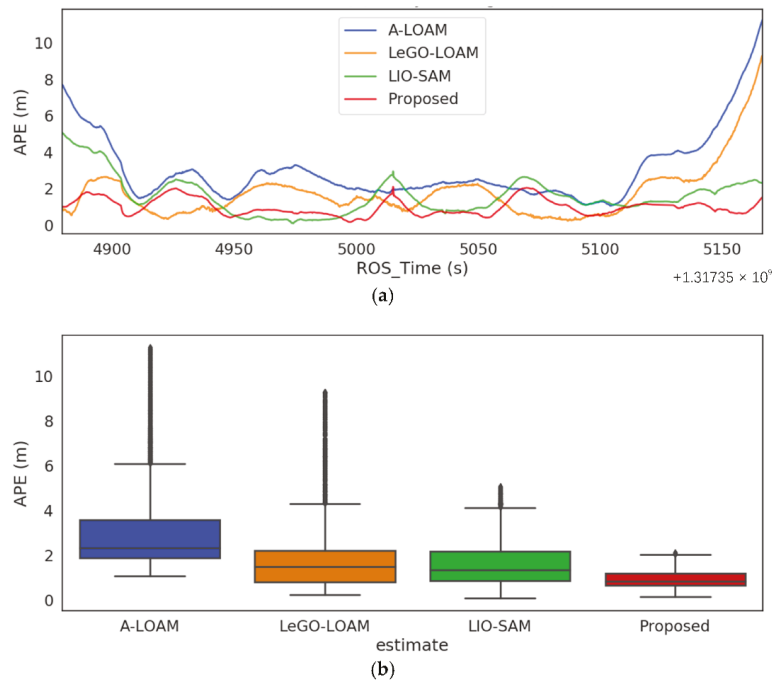 A-LOAM
LeGO-LOAM
LIO-SAM
Proposed
APE (m)
10
8
6
4
2
0
4900 4950 5000 5050 5100 5150
ROS_Time (s)
+1.31735 × 10⁹
(a)
APE (m)
10
8
6
4
2
0
A-LOAM LeGO-LOAM LIO-SAM Proposed
estimate
(b)